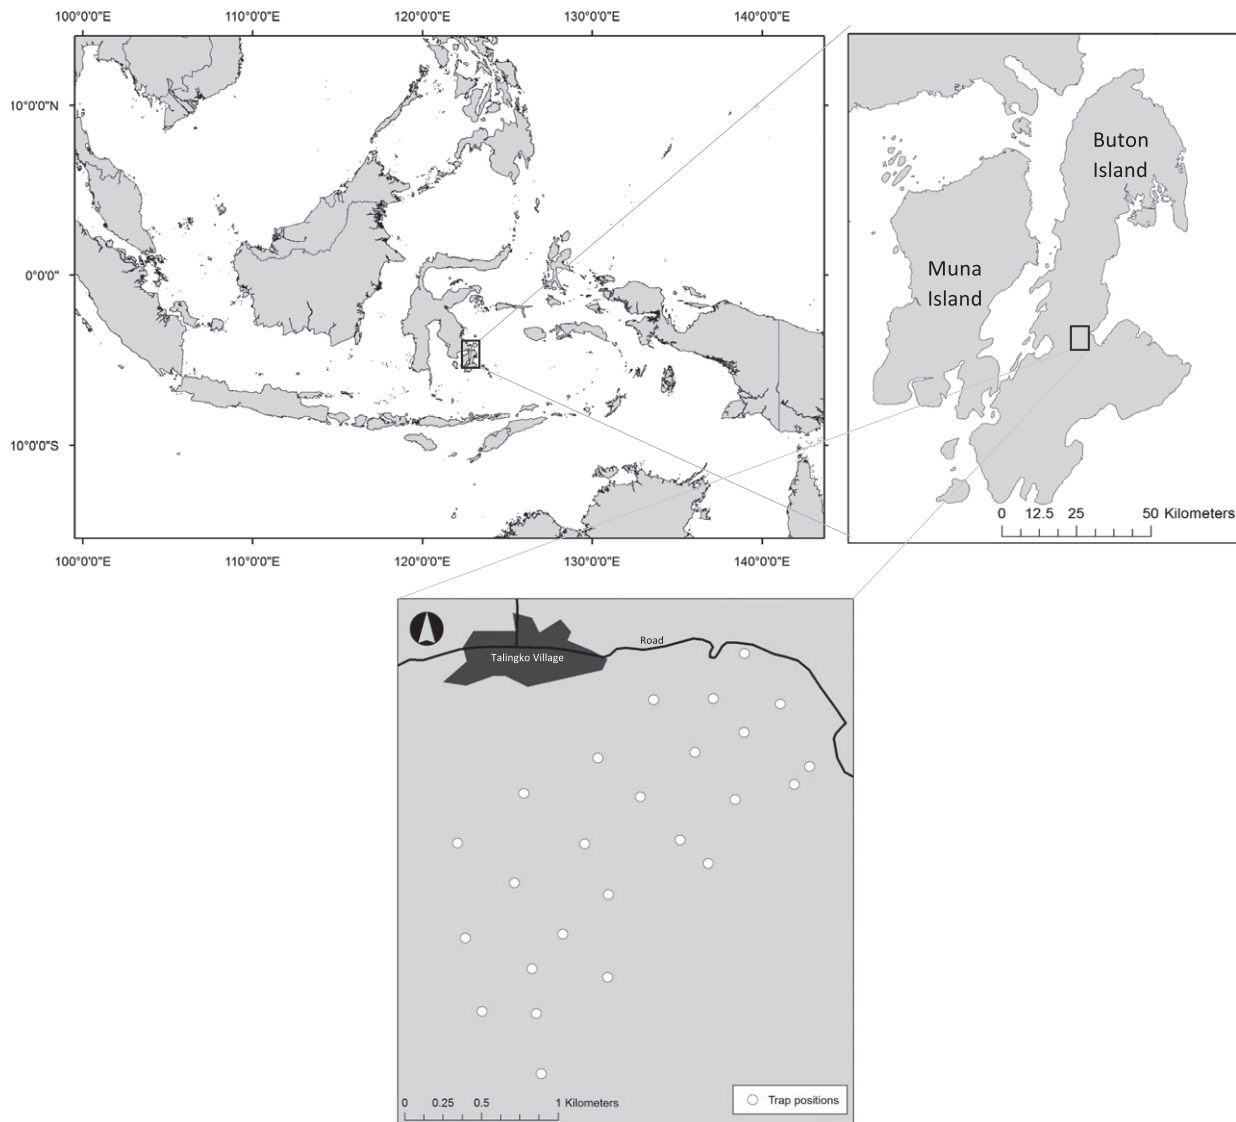 100°0'0"E 110°0'0"E 120°0'0"E 130°0'0"E 140°0'0"E
10°0'0"N
0°0'0"
10°0'0"S
100°0'0"E 110°0'0"E 120°0'0"E 130°0'0"E 140°0'0"E
Buton
Island
Muna
Island
0 12.5 25 50 Kilometers
Road
Talingko Village
0 0.25 0.5 1 Kilometers
Trap positions